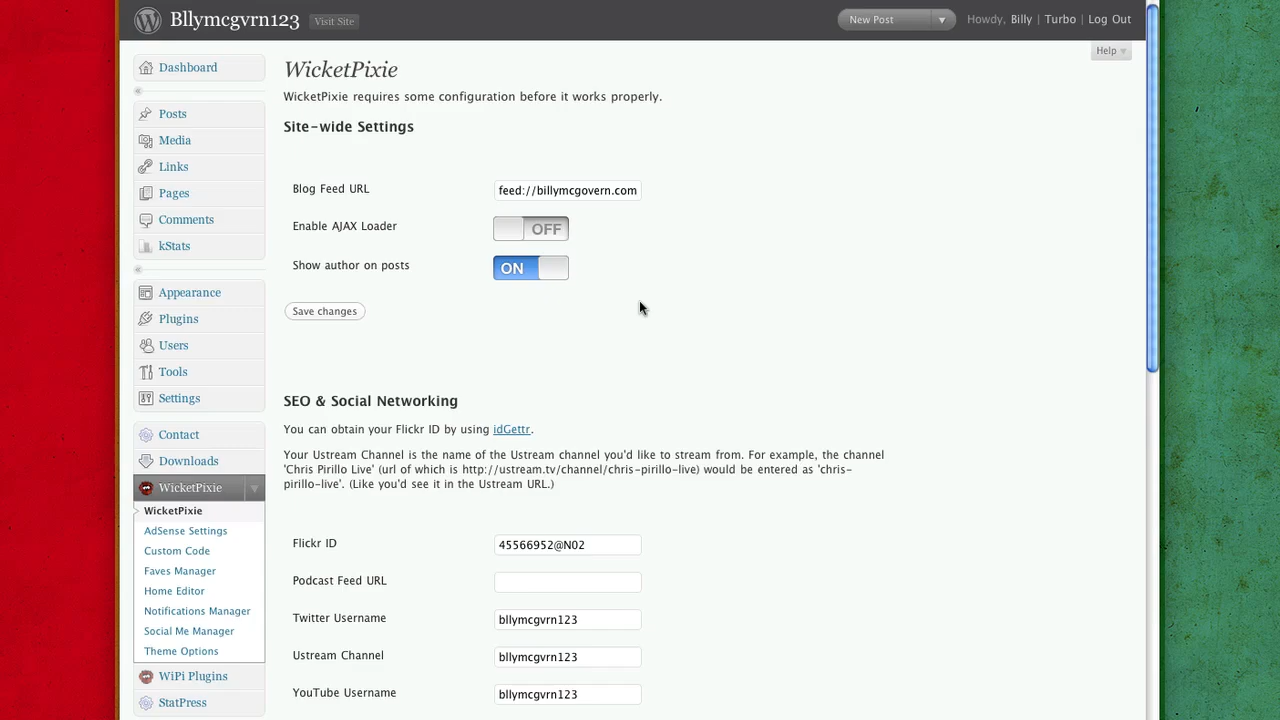 Bllymcgvrn123 Visit Site
New Post Howdy, Billy | Turbo | Log Out
Help
Dashboard
Posts
Media
Links
Pages
Comments
kStats
Appearance
Plugins
Users
Tools
Settings
Contact
Downloads
WicketPixie
WicketPixie
AdSense Settings
Custom Code
Faves Manager
Home Editor
Notifications Manager
Social Me Manager
Theme Options
WiPi Plugins
StatPress
WicketPixie
WicketPixie requires some configuration before it works properly.
Site-wide Settings
Blog Feed URL feed://billymcgovern.com
Enable AJAX Loader OFF
Show author on posts ON
Save changes
SEO & Social Networking
You can obtain your Flickr ID by using idGettr.
Your Ustream Channel is the name of the Ustream channel you'd like to stream from. For example, the channel
'Chris Pirillo Live' (url of which is http://ustream.tv/channel/chris-pirillo-live) would be entered as 'chris-
pirillo-live'. (Like you'd see it in the Ustream URL.)
Flickr ID 45566952@N02
Podcast Feed URL
Twitter Username bllymcgvrn123
Ustream Channel bllymcgvrn123
YouTube Username bllymcgvrn123